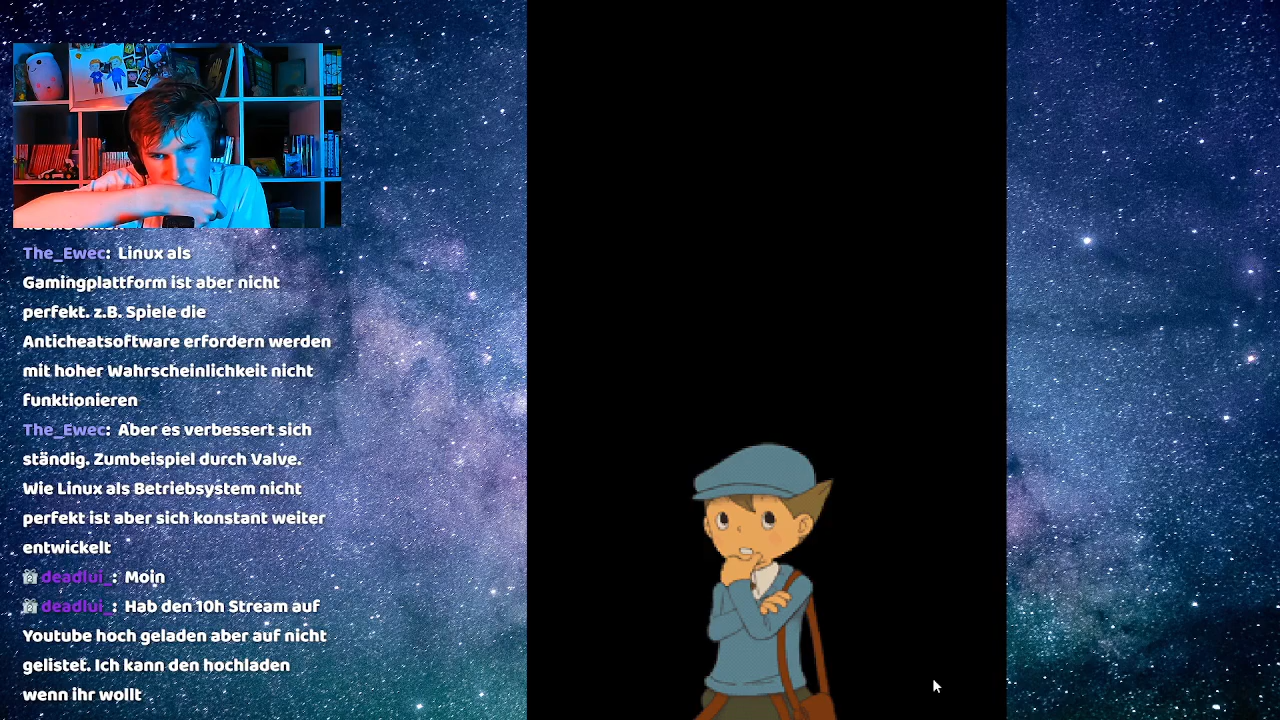 The_Ewec: Linux als
Gamingplattform ist aber nicht
perfekt. z.B. Spiele die
Anticheatsoftware erfordern werden
mit hoher Wahrscheinlichkeit nicht
funktionieren
The_Ewec: Aber es verbessert sich
ständig. Zumbeispiel durch Valve.
Wie Linux als Betriebsystem nicht
perfekt ist aber sich konstant weiter
entwickelt
deadlui_: Moin
deadlui_: Hab den 10h Stream auf
Youtube hoch geladen aber auf nicht
gelistet. Ich kann den hochladen
wenn ihr wollt